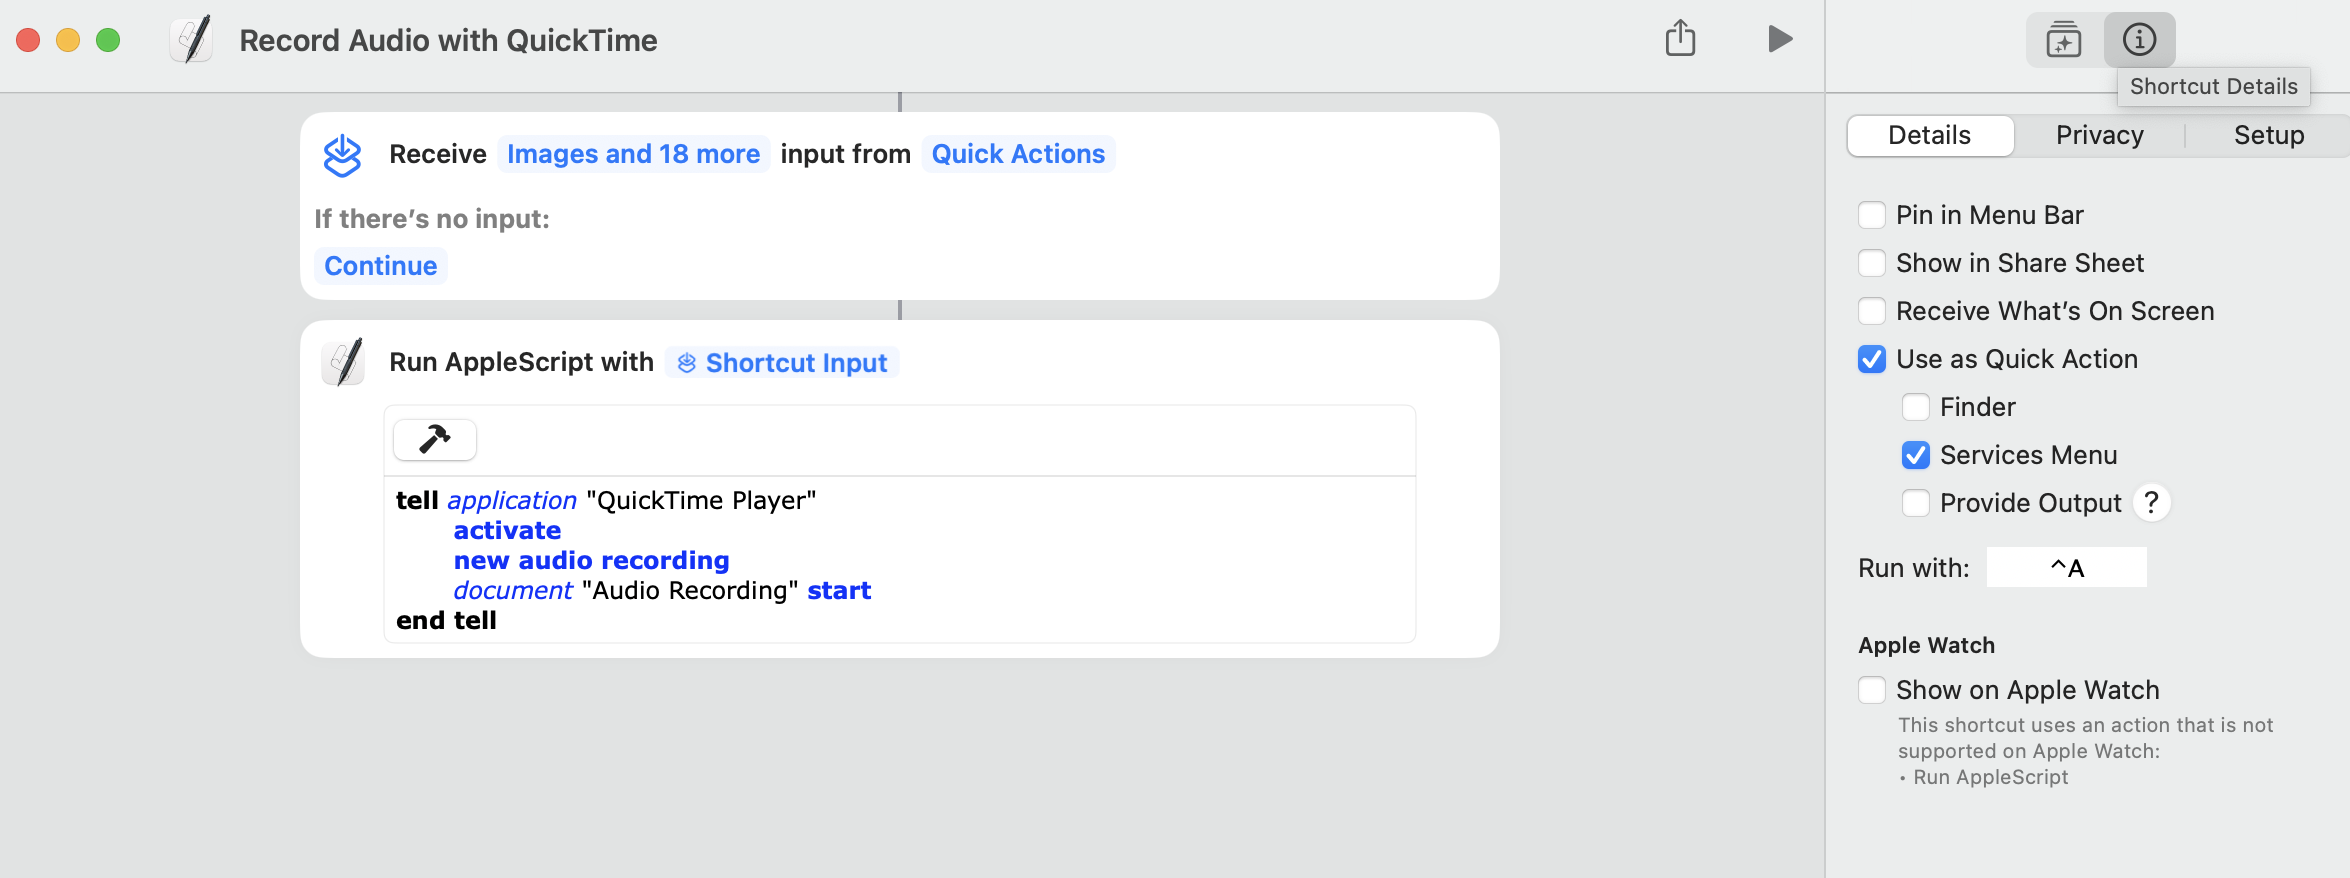 Record Audio with QuickTime
Shortcut Details
Receive Images and 18 more input from Quick Actions
If there's no input:
Continue
Run AppleScript with Shortcut Input
tell application "QuickTime Player"
activate
new audio recording
document "Audio Recording" start
end tell
Details Privacy Setup
Pin in Menu Bar
Show in Share Sheet
Receive What's On Screen
Use as Quick Action
Finder
Services Menu
Provide Output ?
Run with: ^A
Apple Watch
Show on Apple Watch
This shortcut uses an action that is not
supported on Apple Watch:
• Run AppleScript